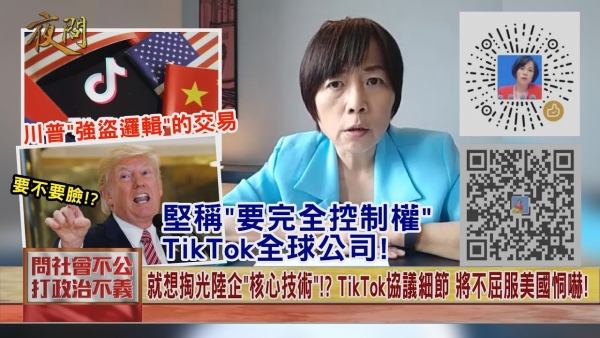 夜問
川普"強盜邏輯"的交易
要不要臉!?
堅稱"要完全控制權"
TikTok全球公司!
問社會不公
打政治不義
就想掏光陸企"核心技術"!? TikTok協議細節 將不屈服美國恫嚇!